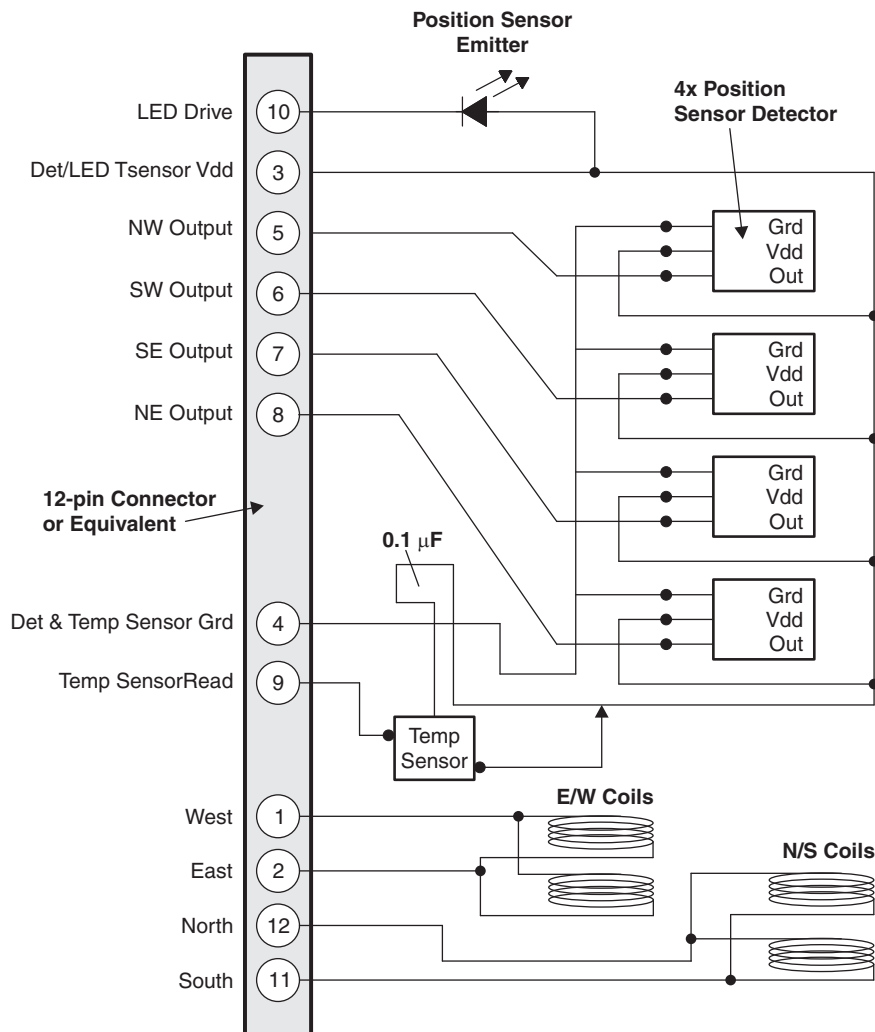 Position Sensor
Emitter
4x Position
Sensor Detector
LED Drive
10
Det/LED Tsensor Vdd
3
NW Output
5
Grd
Vdd
Out
SW Output
6
SE Output
7
Grd
Vdd
Out
NE Output
8
Grd
Vdd
Out
12-pin Connector
or Equivalent
0.1 μF
Grd
Vdd
Out
Det & Temp Sensor Grd
4
Temp SensorRead
9
Temp
Sensor
E/W Coils
West
1
N/S Coils
East
2
North
12
South
11